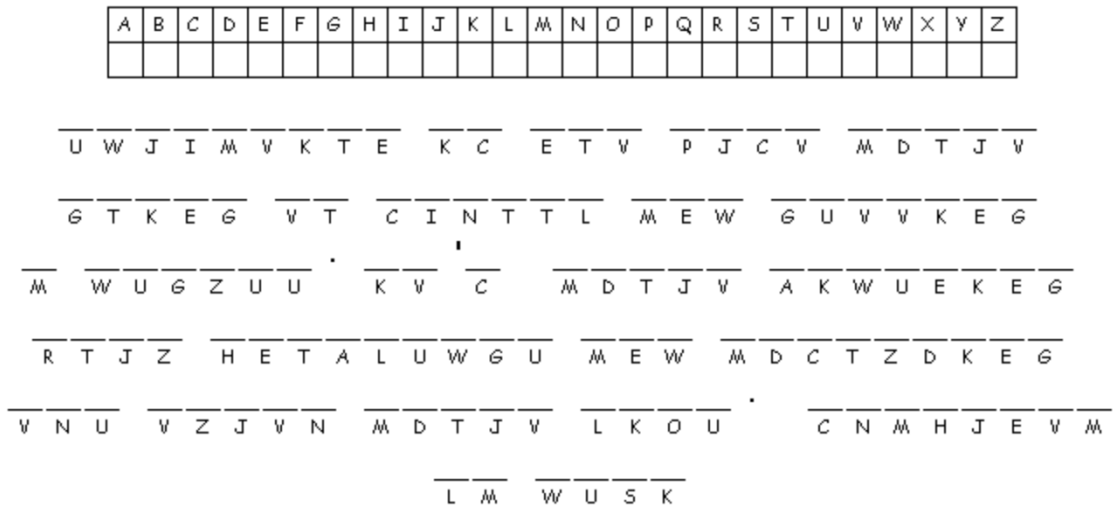 A B C D E F G H I J K L M N O P Q R S T U V W X Y Z
U W J I M V K T E K C E T V P J C V M D T J V
G T K E G V T C I N T T L M E W G U V V K E G
M W U G Z U U . K V ' C M D T J V A K W U E K E G
R T J Z H E T A L U W G U M E W M D C T Z D K E G
V N U V Z J V N M D T J V L K O U . C N M H J E V M
L M W U S K